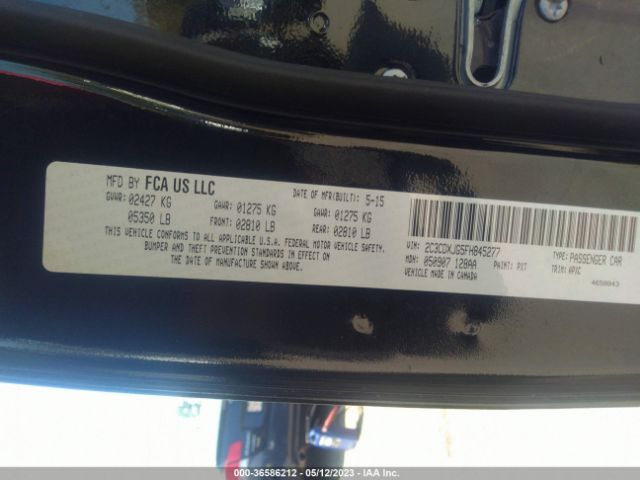 MFD BY FCA US LLC DATE OF MFR(BUILT): 5-15
GVWR: 02427 KG GAWR: 01275 KG GAWR: 01275 KG
05350 LB FRONT: 02810 LB REAR: 02810 LB
THIS VEHICLE CONFORMS TO ALL APPLICABLE U.S.A. FEDERAL MOTOR VEHICLE SAFETY,
BUMPER AND THEFT PREVENTION STANDARDS IN EFFECT ON
THE DATE OF MANUFACTURE SHOWN ABOVE.
VIN: 2C3CDXJG5FH845277 TYPE: PASSENGER CAR
MDH: 050907 128AA PAINT: PX7 TRIM: APXC
MADE IN CANADA 4650043
000-36586212 - 05/12/2023 - IAA Inc.